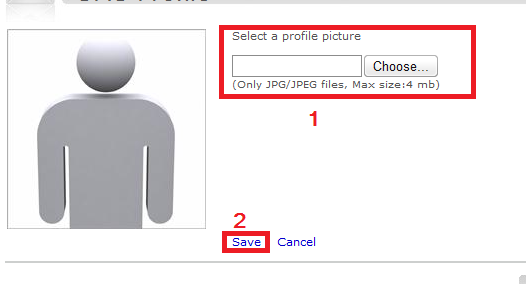 Select a profile picture
Choose...
(Only JPG/JPEG files, Max size:4 mb)
1
2
Save Cancel